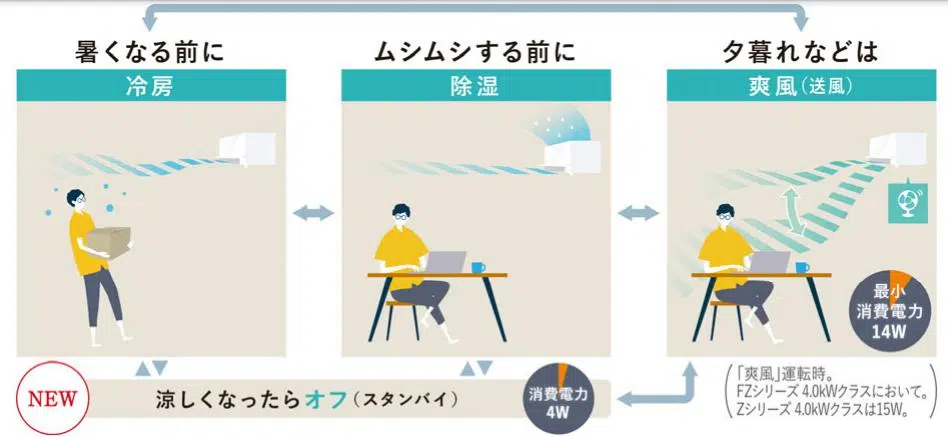 暑くなる前に
冷房
ムシムシする前に
除湿
夕暮れなどは
爽風（送風）
最小
消費電力
14W
NEW
涼しくなったらオフ（スタンバイ）
消費電力
4W
「爽風」運転時。
FZシリーズ 4.0kWクラスにおいて。
Zシリーズ 4.0kWクラスは15W。